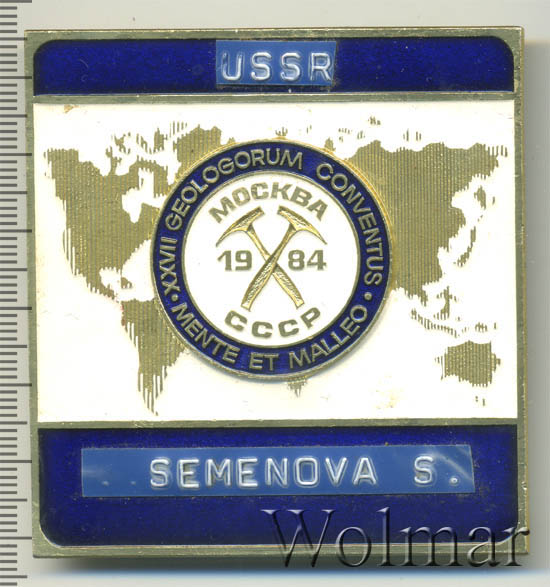 USSR
XXVII GEOLOGORUM CONVENTUS
МОСКВА
19 84
СССР
• MENTE ET MALLEO •
SEMENOVA S.
Wolmar